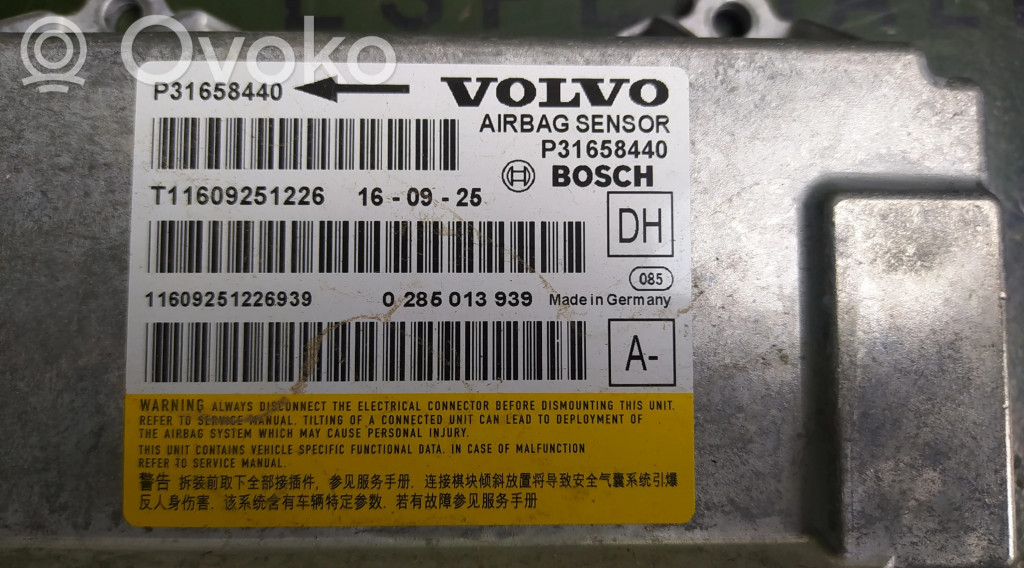 Ovoko
P31658440
VOLVO
AIRBAG SENSOR
P31658440
BOSCH
T11609251226 16 - 09 - 25
DH
085
11609251226939 0 285 013 939 Made in Germany
A-
WARNING ALWAYS DISCONNECT THE ELECTRICAL CONNECTOR BEFORE DISMOUNTING THIS UNIT.
REFER TO SERVICE MANUAL. TILTING OF A CONNECTED UNIT CAN LEAD TO DEPLOYMENT OF
THE AIRBAG SYSTEM WHICH MAY CAUSE PERSONAL INJURY.
THIS UNIT CONTAINS VEHICLE SPECIFIC FUNCTIONAL DATA. IN CASE OF MALFUNCTION
REFER TO SERVICE MANUAL.
警告 拆装前取下全部接插件，参见服务手册. 连接棋块倾斜放置将导致安全气囊系统引爆
反人身伤害. 该系统含有车辆特定参数. 若有故障参见服务手册